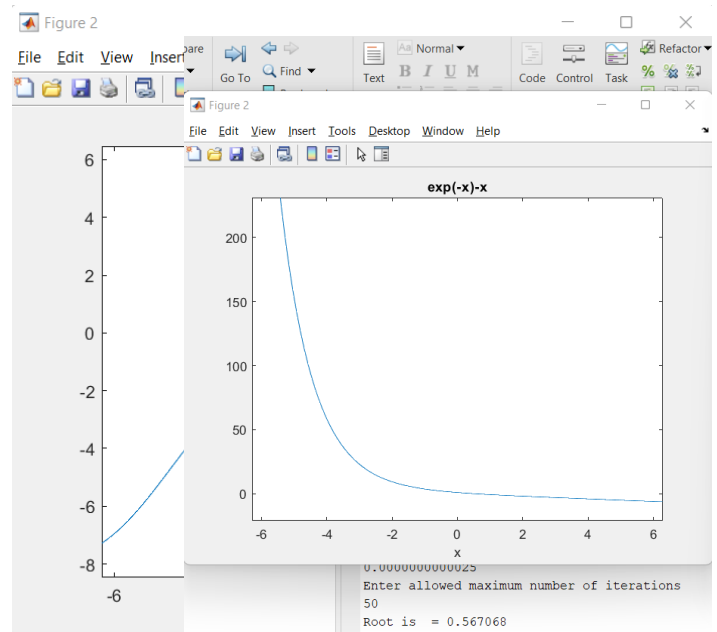 Figure 2
File Edit View Insert
6
4
2
0
-2
-4
-6
-8
-6
Go To
Find
Text
Aa Normal
B I U M
Code Control Task
Refactor
Figure 2
File Edit View Insert Tools Desktop Window Help
exp(-x)-x
200
150
100
50
0
-6 -4 -2 0 2 4 6
x
0.0000000000025
Enter allowed maximum number of iterations
50
Root is = 0.567068